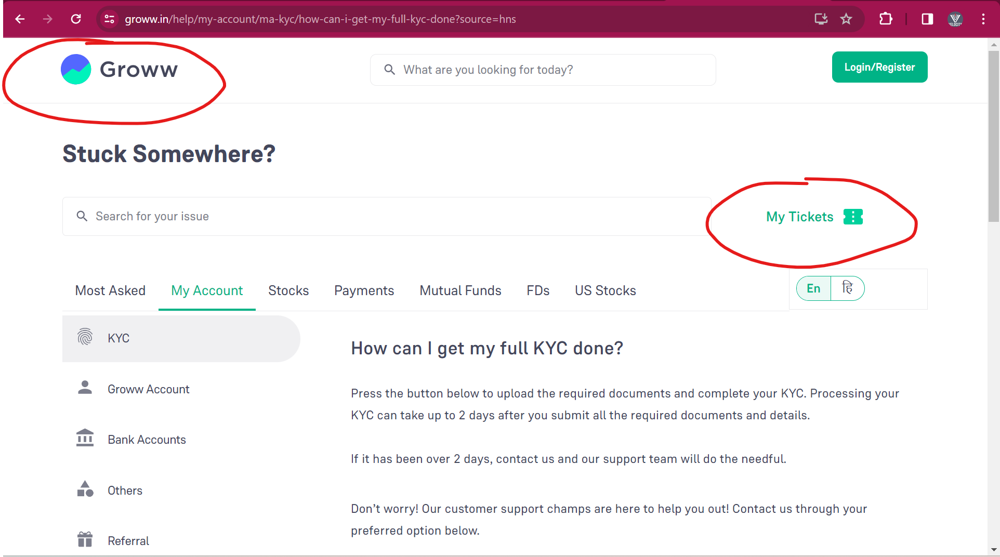 groww.in/help/my-account/ma-kyc/how-can-i-get-my-full-kyc-done?source=hns
VELOCITY
Groww
What are you looking for today?
Login/Register
Stuck Somewhere?
Search for your issue
My Tickets
Most Asked My Account Stocks Payments Mutual Funds FDs US Stocks
En हि
KYC
How can I get my full KYC done?
Groww Account
Press the button below to upload the required documents and complete your KYC. Processing your
KYC can take up to 2 days after you submit all the required documents and details.
Bank Accounts
If it has been over 2 days, contact us and our support team will do the needful.
Others
Don’t worry! Our customer support champs are here to help you out! Contact us through your
preferred option below.
Referral